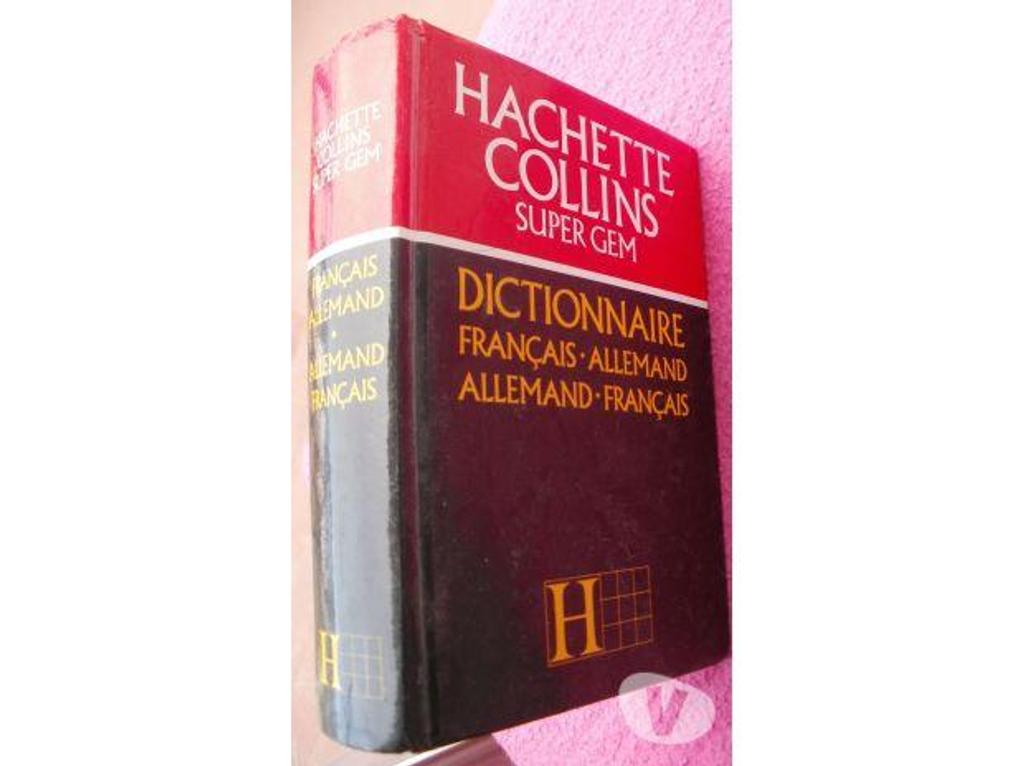 HACHETTE
COLLINS
SUPER GEM
FRANÇAIS
ALLEMAND
•
ALLEMAND
FRANÇAIS
H
HACHETTE
COLLINS
SUPER GEM
DICTIONNAIRE
FRANÇAIS • ALLEMAND
ALLEMAND • FRANÇAIS
H
V